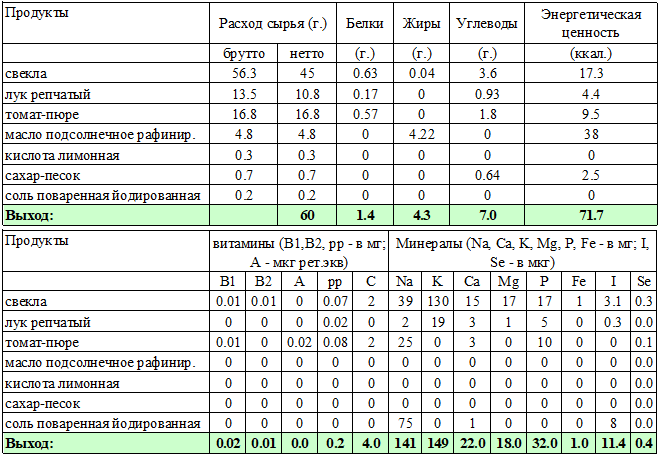 Продукты Расход сырья (г.) Белки Жиры Углеводы Энергетическая ценность
брутто нетто (г.) (г.) (г.) (ккал.)
свекла 56.3 45 0.63 0.04 3.6 17.3
лук репчатый 13.5 10.8 0.17 0 0.93 4.4
томат-пюре 16.8 16.8 0.57 0 1.8 9.5
масло подсолнечное рафинир. 4.8 4.8 0 4.22 0 38
кислота лимонная 0.3 0.3 0 0 0 0
сахар-песок 0.7 0.7 0 0 0.64 2.5
соль поваренная йодированная 0.2 0.2 0 0 0 0
Выход: 60 1.4 4.3 7.0 71.7
Продукты витамины (В1,В2, рр - в мг; Минералы (Na, Ca, K, Mg, P, Fe - в мг; I,
А - мкг рет.экв) Se - в мкг)
В1 В2 А рр С Na K Ca Mg P Fe I Se
свекла 0.01 0.01 0 0.07 2 39 130 15 17 17 1 3.1 0.3
лук репчатый 0 0 0 0.02 0 2 19 3 1 5 0 0.3 0.0
томат-пюре 0.01 0 0.02 0.08 2 25 0 3 0 10 0 0 0.1
масло подсолнечное рафинир. 0 0 0 0 0 0 0 0 0 0 0 0 0.0
кислота лимонная 0 0 0 0 0 0 0 0 0 0 0 0 0.0
сахар-песок 0 0 0 0 0 0 0 0 0 0 0 0 0.0
соль поваренная йодированная 0 0 0 0 0 75 0 1 0 0 0 8 0.0
Выход: 0.02 0.01 0.0 0.2 4.0 141 149 22.0 18.0 32.0 1.0 11.4 0.4